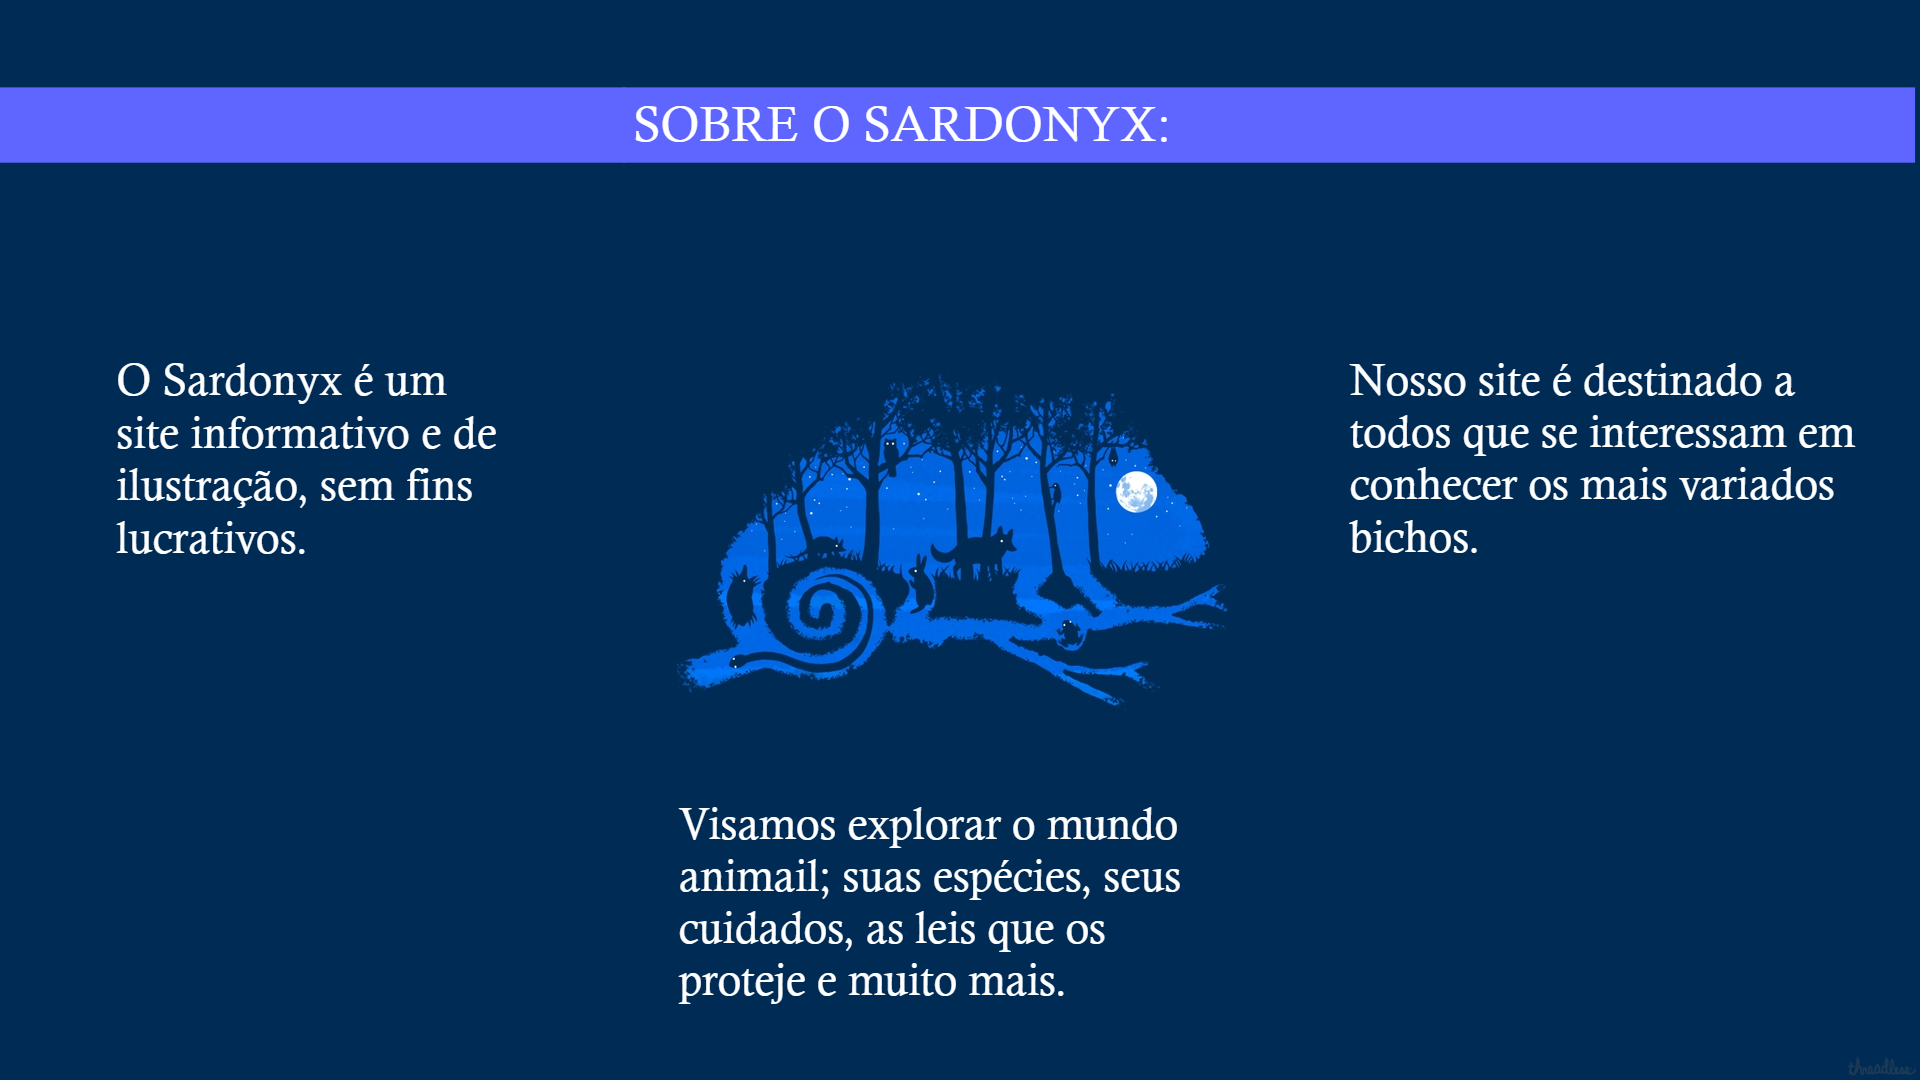 SOBRE O SARDONYX:
O Sardonyx é um
site informativo e de
ilustração, sem fins
lucrativos.
Nosso site é destinado a
todos que se interessam em
conhecer os mais variados
bichos.
Visamos explorar o mundo
animail; suas espécies, seus
cuidados, as leis que os
proteje e muito mais.
threadless